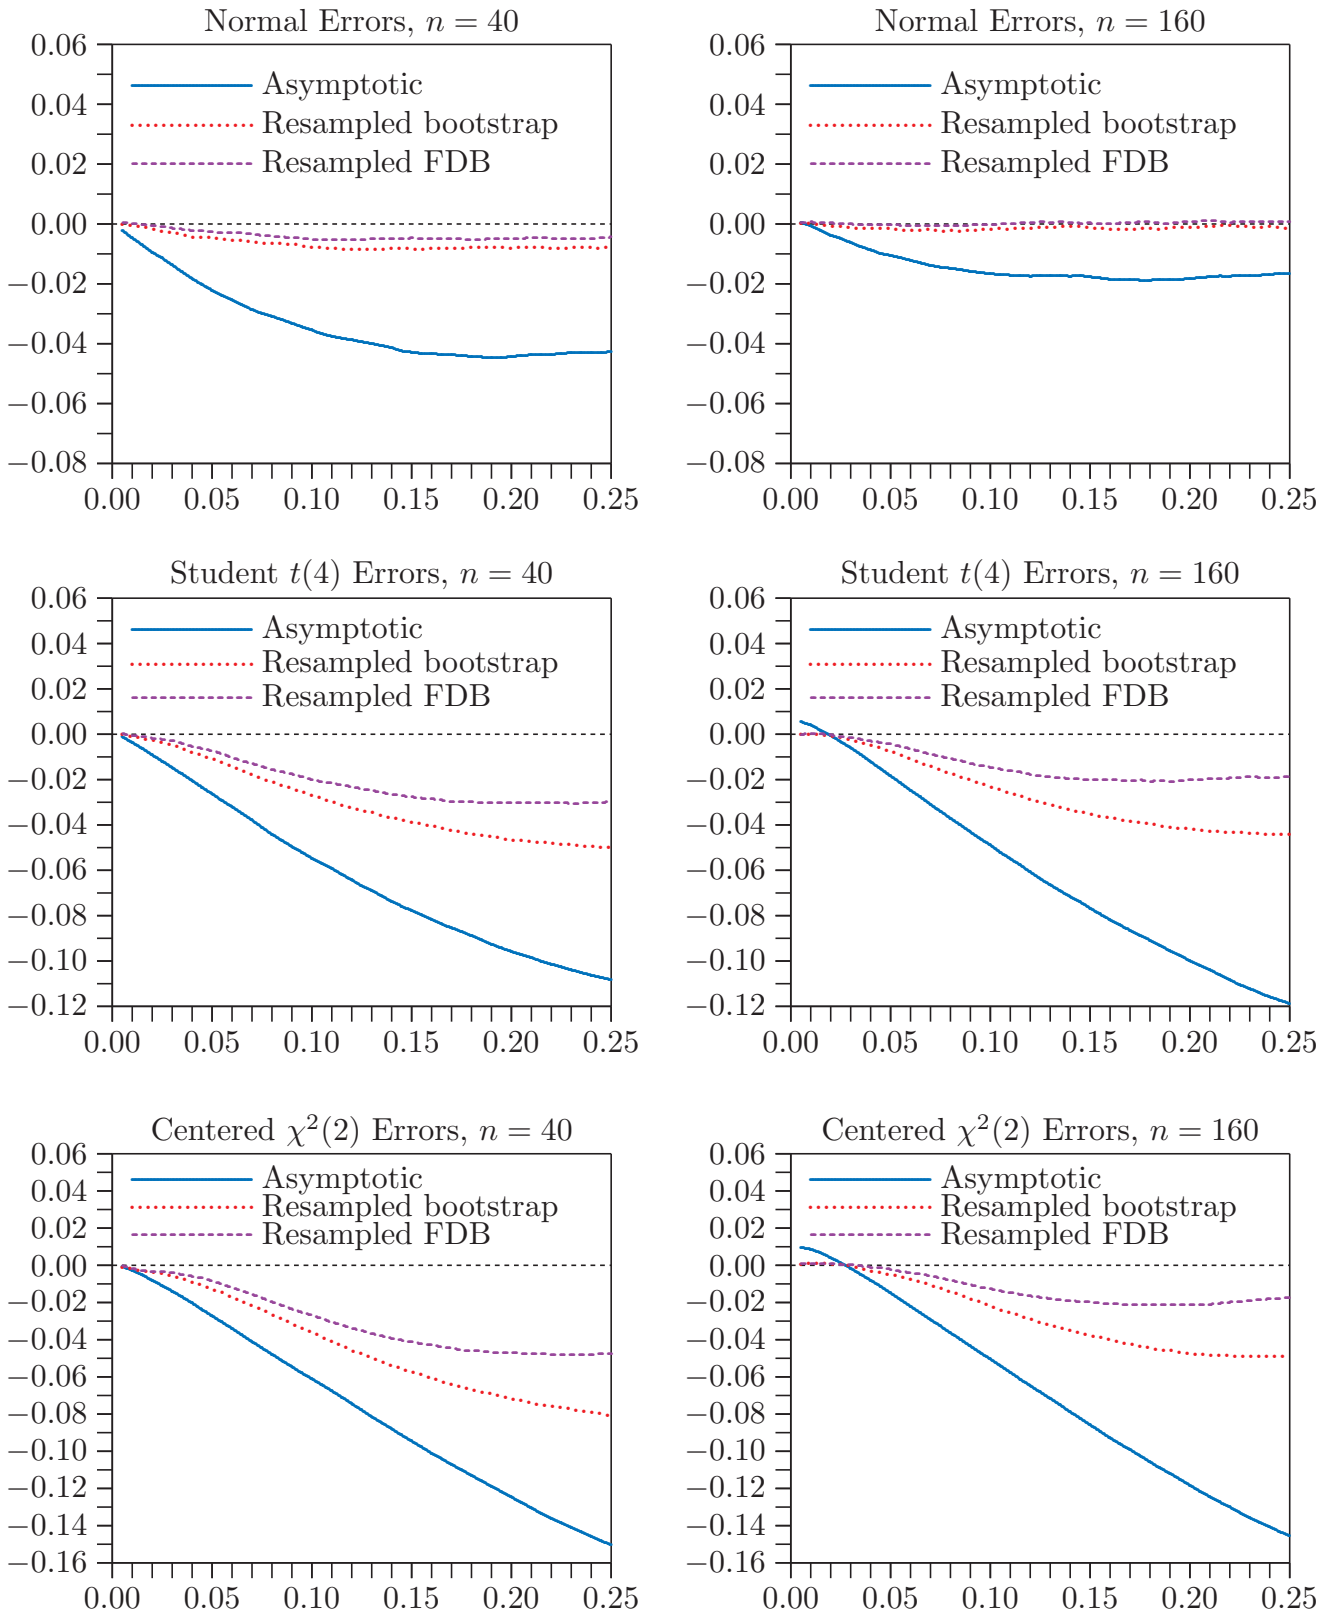 Normal Errors, n = 40
0.06
0.04
0.02
0.00
−0.02
−0.04
−0.06
−0.08
0.00 0.05 0.10 0.15 0.20 0.25
Asymptotic
Resampled bootstrap
Resampled FDB
Normal Errors, n = 160
0.06
0.04
0.02
0.00
−0.02
−0.04
−0.06
−0.08
0.00 0.05 0.10 0.15 0.20 0.25
Asymptotic
Resampled bootstrap
Resampled FDB
Student t(4) Errors, n = 40
0.06
0.04
0.02
0.00
−0.02
−0.04
−0.06
−0.08
−0.10
−0.12
0.00 0.05 0.10 0.15 0.20 0.25
Asymptotic
Resampled bootstrap
Resampled FDB
Student t(4) Errors, n = 160
0.06
0.04
0.02
0.00
−0.02
−0.04
−0.06
−0.08
−0.10
−0.12
0.00 0.05 0.10 0.15 0.20 0.25
Asymptotic
Resampled bootstrap
Resampled FDB
Centered χ²(2) Errors, n = 40
0.06
0.04
0.02
0.00
−0.02
−0.04
−0.06
−0.08
−0.10
−0.12
−0.14
−0.16
0.00 0.05 0.10 0.15 0.20 0.25
Asymptotic
Resampled bootstrap
Resampled FDB
Centered χ²(2) Errors, n = 160
0.06
0.04
0.02
0.00
−0.02
−0.04
−0.06
−0.08
−0.10
−0.12
−0.14
−0.16
0.00 0.05 0.10 0.15 0.20 0.25
Asymptotic
Resampled bootstrap
Resampled FDB